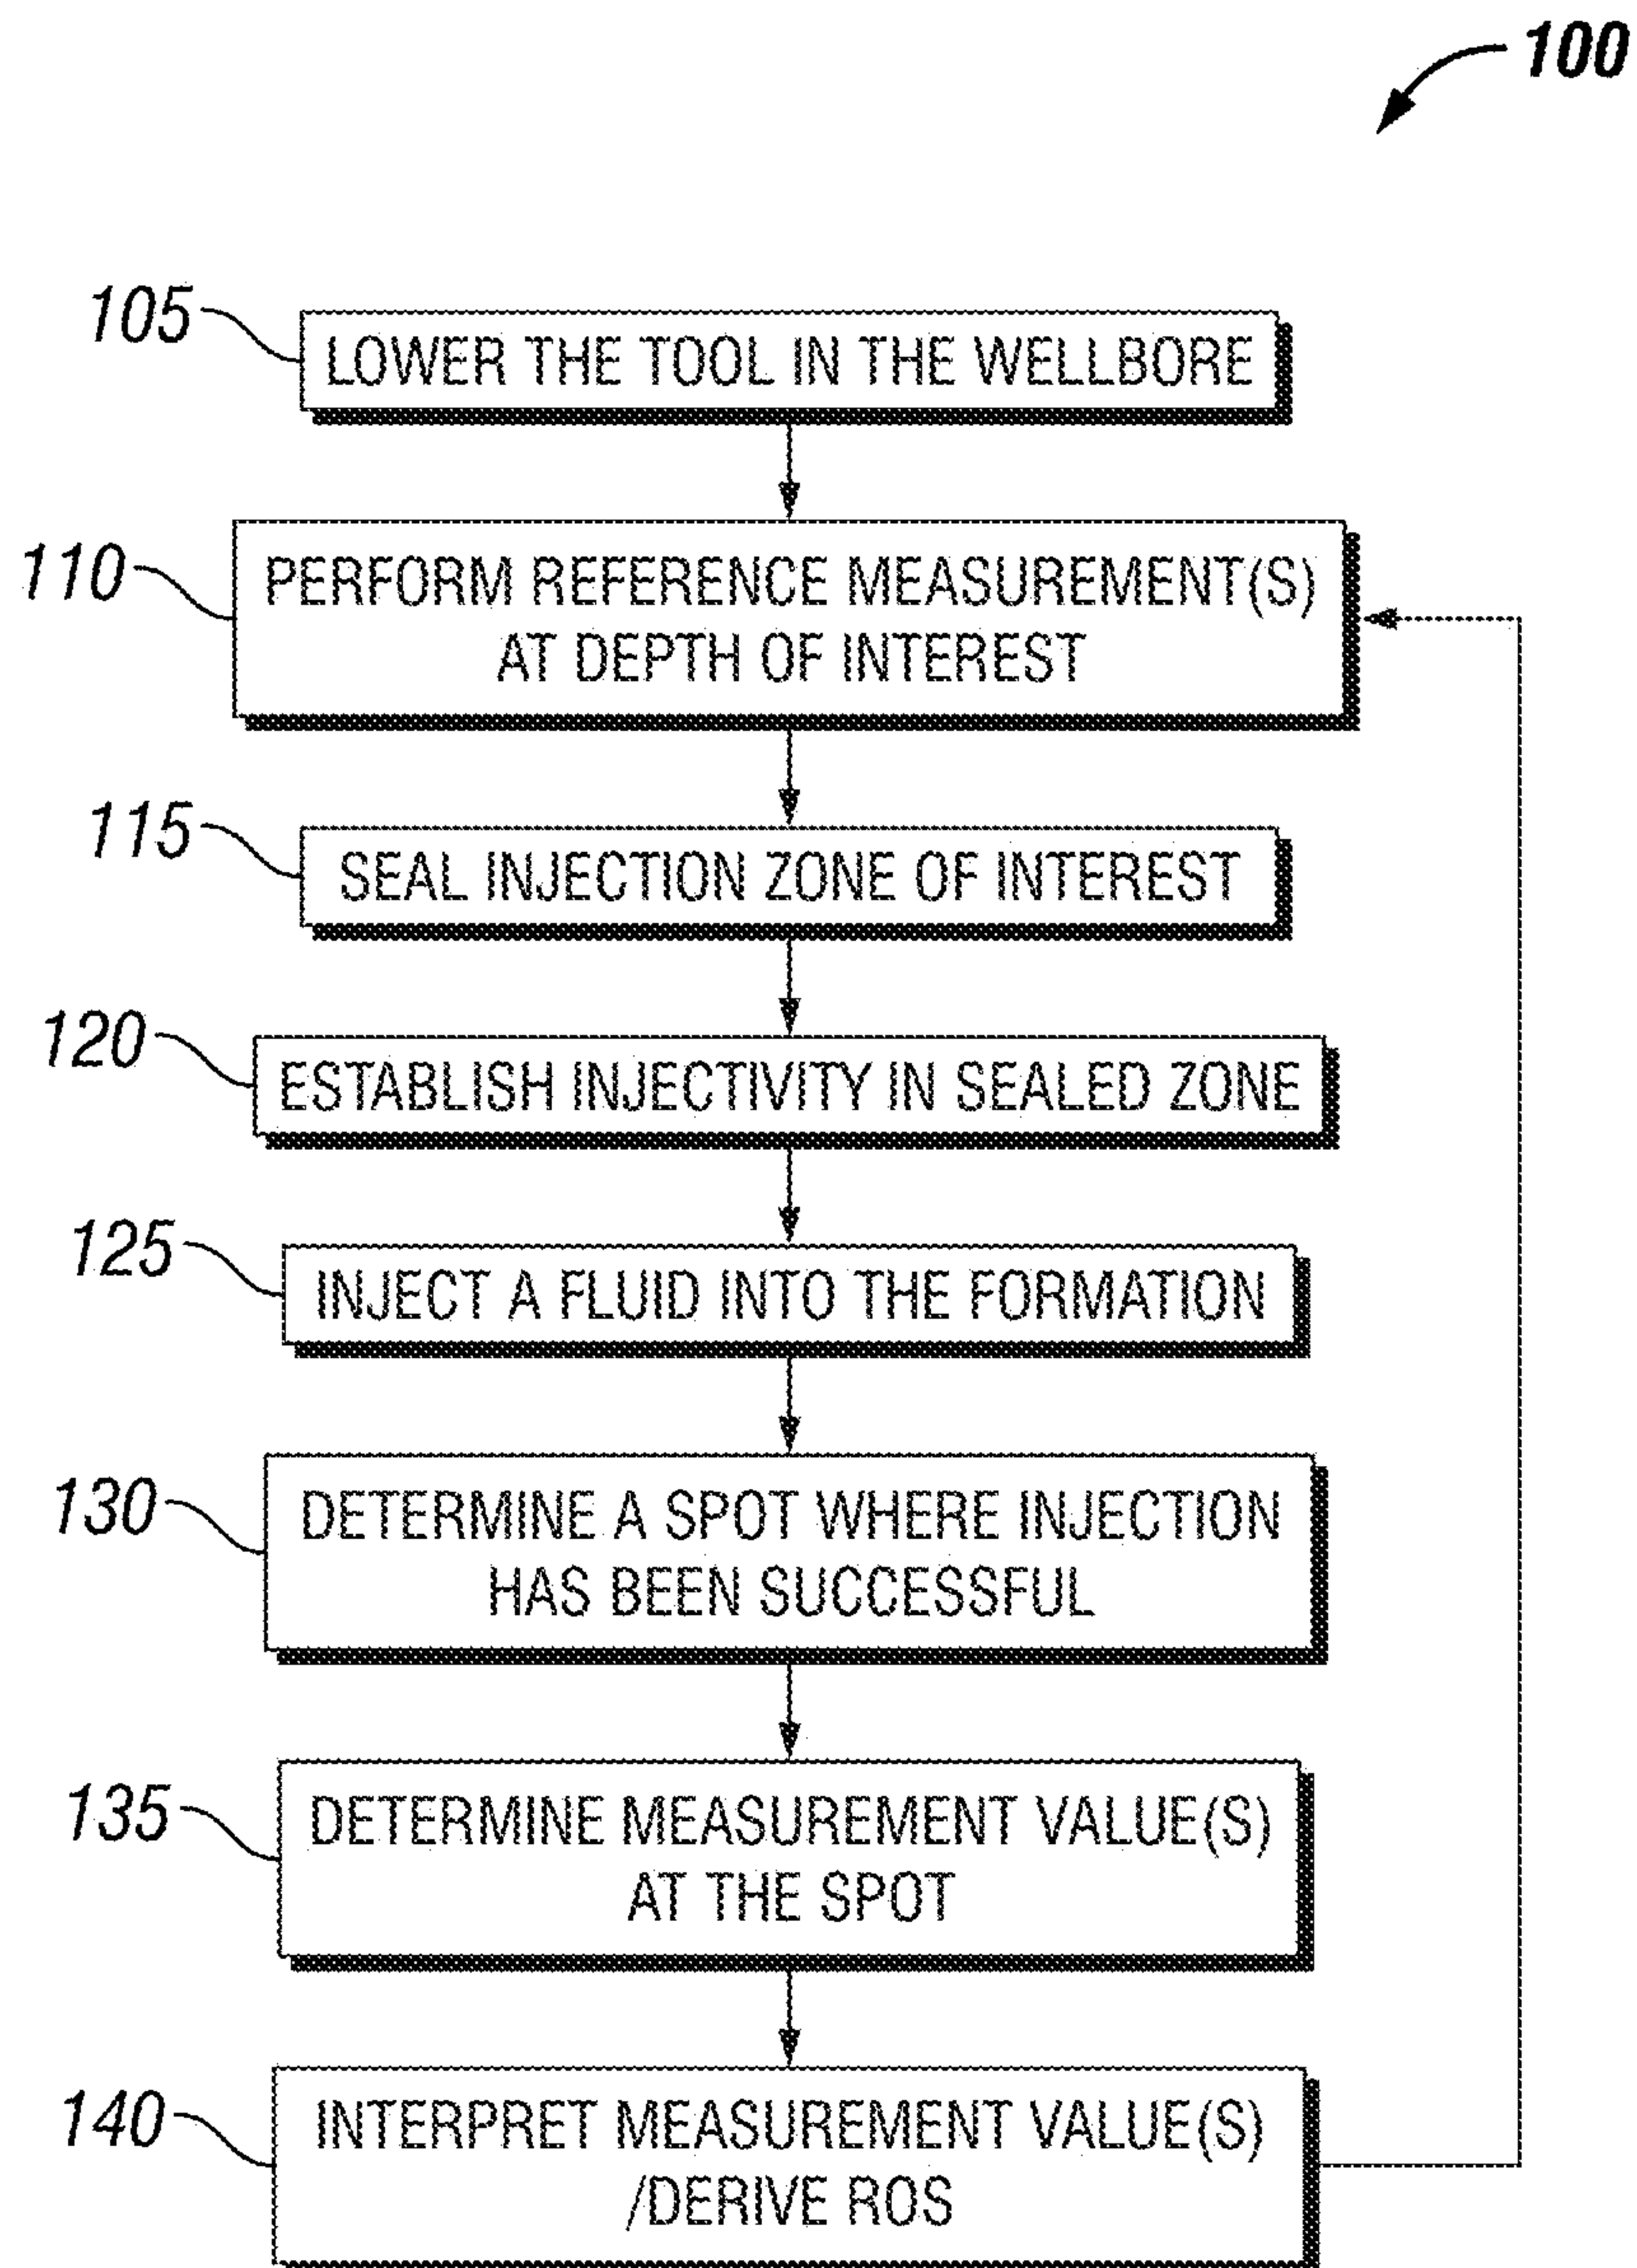 100
105
LOWER THE TOOL IN THE WELLBORE
110
PERFORM REFERENCE MEASUREMENT(S)
AT DEPTH OF INTEREST
115
SEAL INJECTION ZONE OF INTEREST
120
ESTABLISH INJECTIVITY IN SEALED ZONE
125
INJECT A FLUID INTO THE FORMATION
130
DETERMINE A SPOT WHERE INJECTION
HAS BEEN SUCCESSFUL
135
DETERMINE MEASUREMENT VALUE(S)
AT THE SPOT
140
INTERPRET MEASUREMENT VALUE(S)
/DERIVE ROS